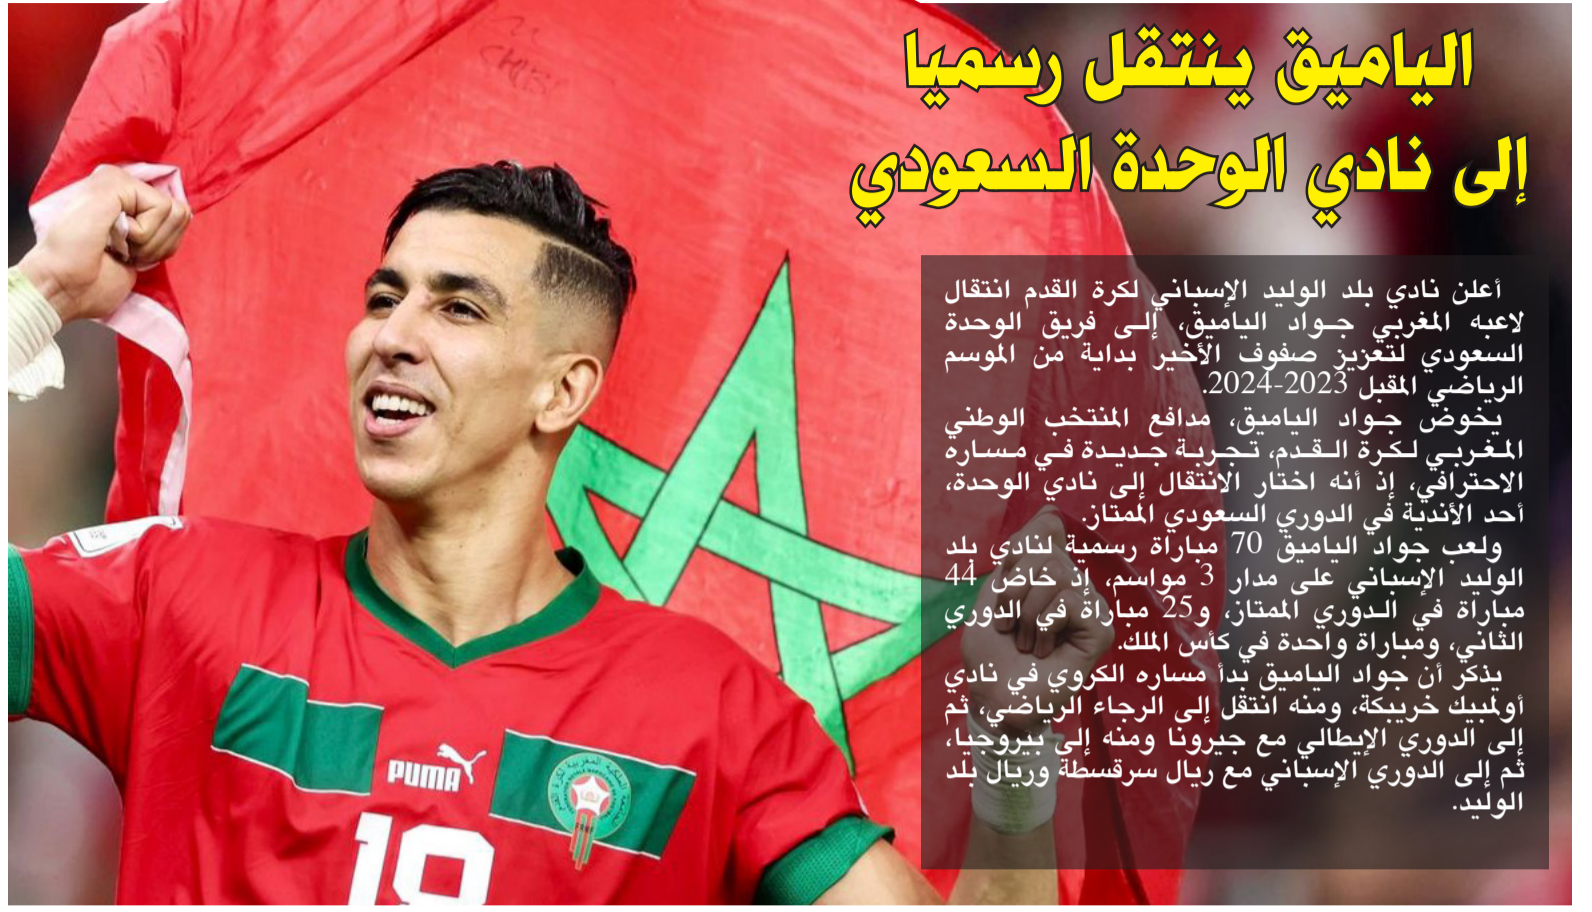 الياميق ينتقل رسميا
إلى نادي الوحدة السعودي
أعلن نادي بلد الوليد الإسباني لكرة القدم انتقال
لاعبه المغربي جواد الياميق، إلى فريق الوحدة
السعودي لتعزيز صفوف الأخير بداية من الموسم
الرياضي المقبل 2023-2024.
يخوض جواد الياميق، مدافع المنتخب الوطني
المغربي لكرة القدم، تجربة جديدة في مساره
الاحترافي، إذ أنه اختار الانتقال إلى نادي الوحدة،
أحد الأندية في الدوري السعودي الممتاز.
ولعب جواد الياميق 70 مباراة رسمية لنادي بلد
الوليد الإسباني على مدار 3 مواسم، إذ خاض 44
مباراة في الدوري الممتاز، و25 مباراة في الدوري
الثاني، ومباراة واحدة في كأس الملك.
يذكر أن جواد الياميق بدأ مساره الكروي في نادي
أولمبيك خريبكة، ومنه انتقل إلى الرجاء الرياضي، ثم
إلى الدوري الإيطالي مع جيرونا ومنه إلى بيروجيا،
ثم إلى الدوري الإسباني مع ريال سرقسطة وريال بلد
الوليد.
PUMA
18